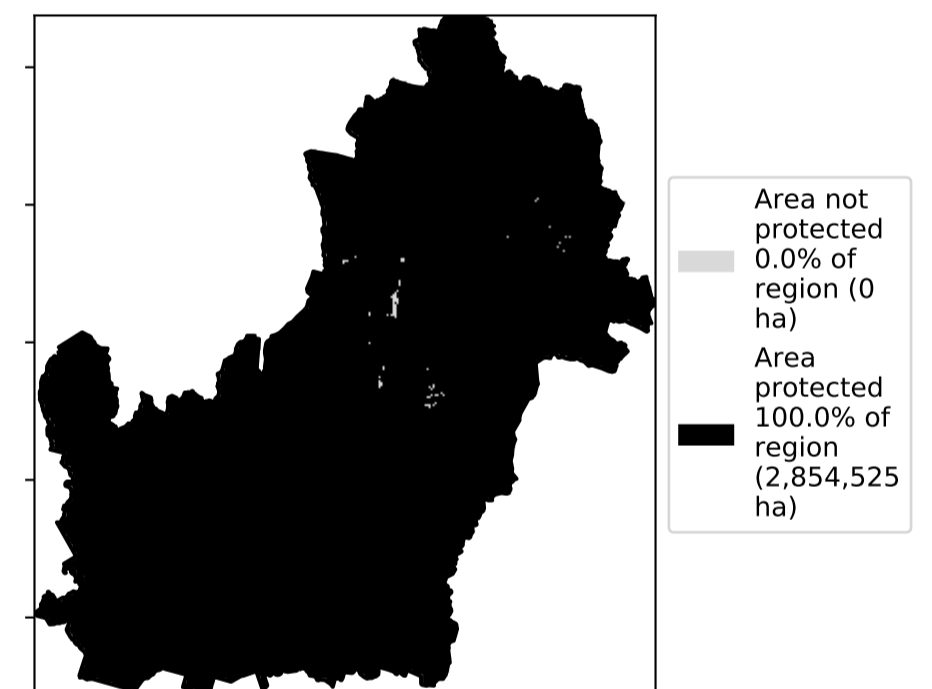 Area not
protected
0.0% of
region (0
ha)
Area
protected
100.0% of
region
(2,854,525
ha)